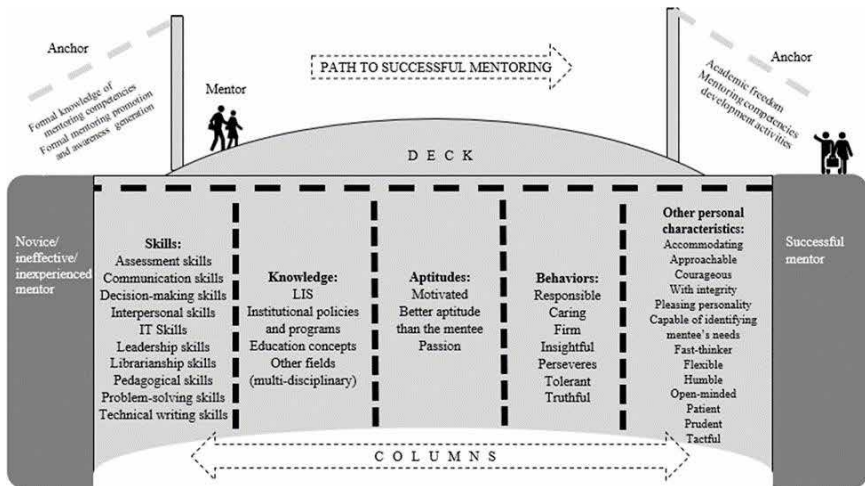 Anchor
Formal knowledge of
mentoring competencies
Formal mentoring promotion
and awareness generation
Mentor
PATH TO SUCCESSFUL MENTORING
Anchor
Academic freedom
Mentoring competencies
development activities
DECK
Novice/
ineffective/
inexperienced
mentor
Skills:
Assessment skills
Communication skills
Decision-making skills
Interpersonal skills
IT Skills
Leadership skills
Librarianship skills
Pedagogical skills
Problem-solving skills
Technical writing skills
Knowledge:
LIS
Institutional policies
and programs
Education concepts
Other fields
(multi-disciplinary)
Aptitudes:
Motivated
Better aptitude
than the mentee
Passion
Behaviors:
Responsible
Caring
Firm
Insightful
Perseveres
Tolerant
Truthful
Other personal
characteristics:
Accommodating
Approachable
Courageous
With integrity
Pleasing personality
Capable of identifying
mentee's needs
Fast-thinker
Flexible
Humble
Open-minded
Patient
Prudent
Tactful
Successful
mentor
COLUMNS